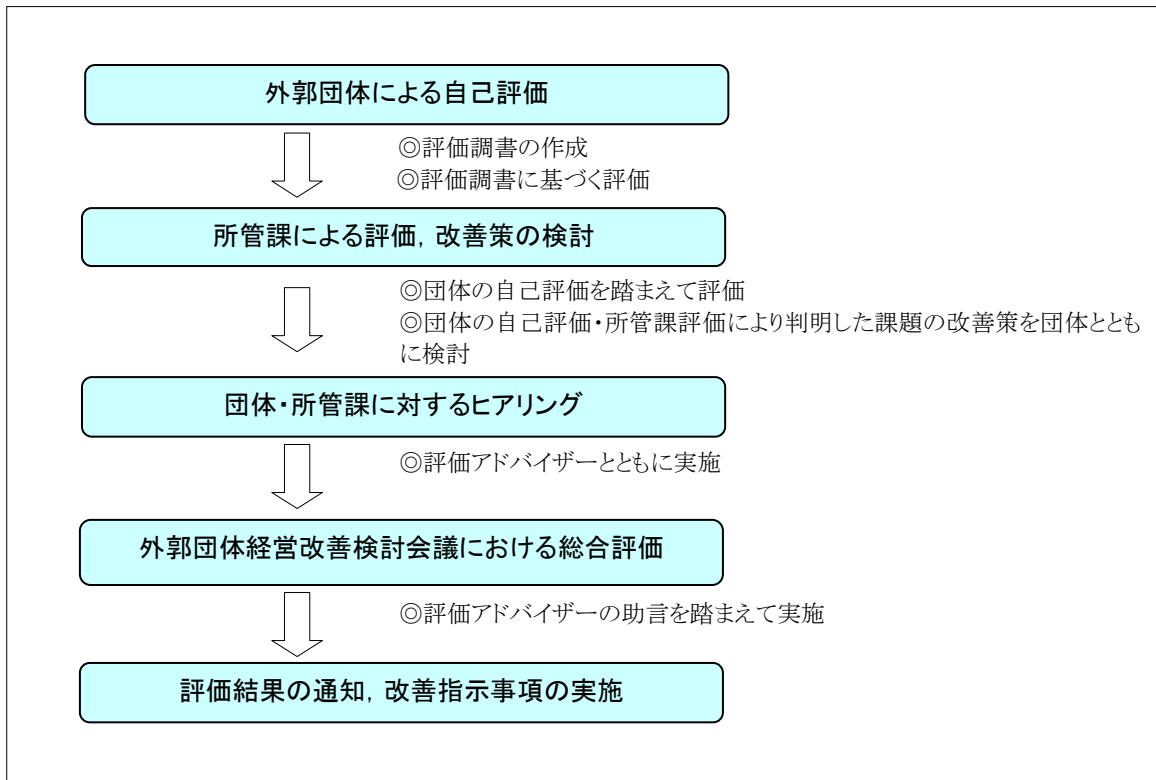 外郭団体による自己評価
◎評価調書の作成
◎評価調書に基づく評価
所管課による評価，改善策の検討
◎団体の自己評価を踏まえて評価
◎団体の自己評価・所管課評価により判明した課題の改善策を団体ととも
に検討
団体・所管課に対するヒアリング
◎評価アドバイザーとともに実施
外郭団体経営改善検討会議における総合評価
◎評価アドバイザーの助言を踏まえて実施
評価結果の通知，改善指示事項の実施